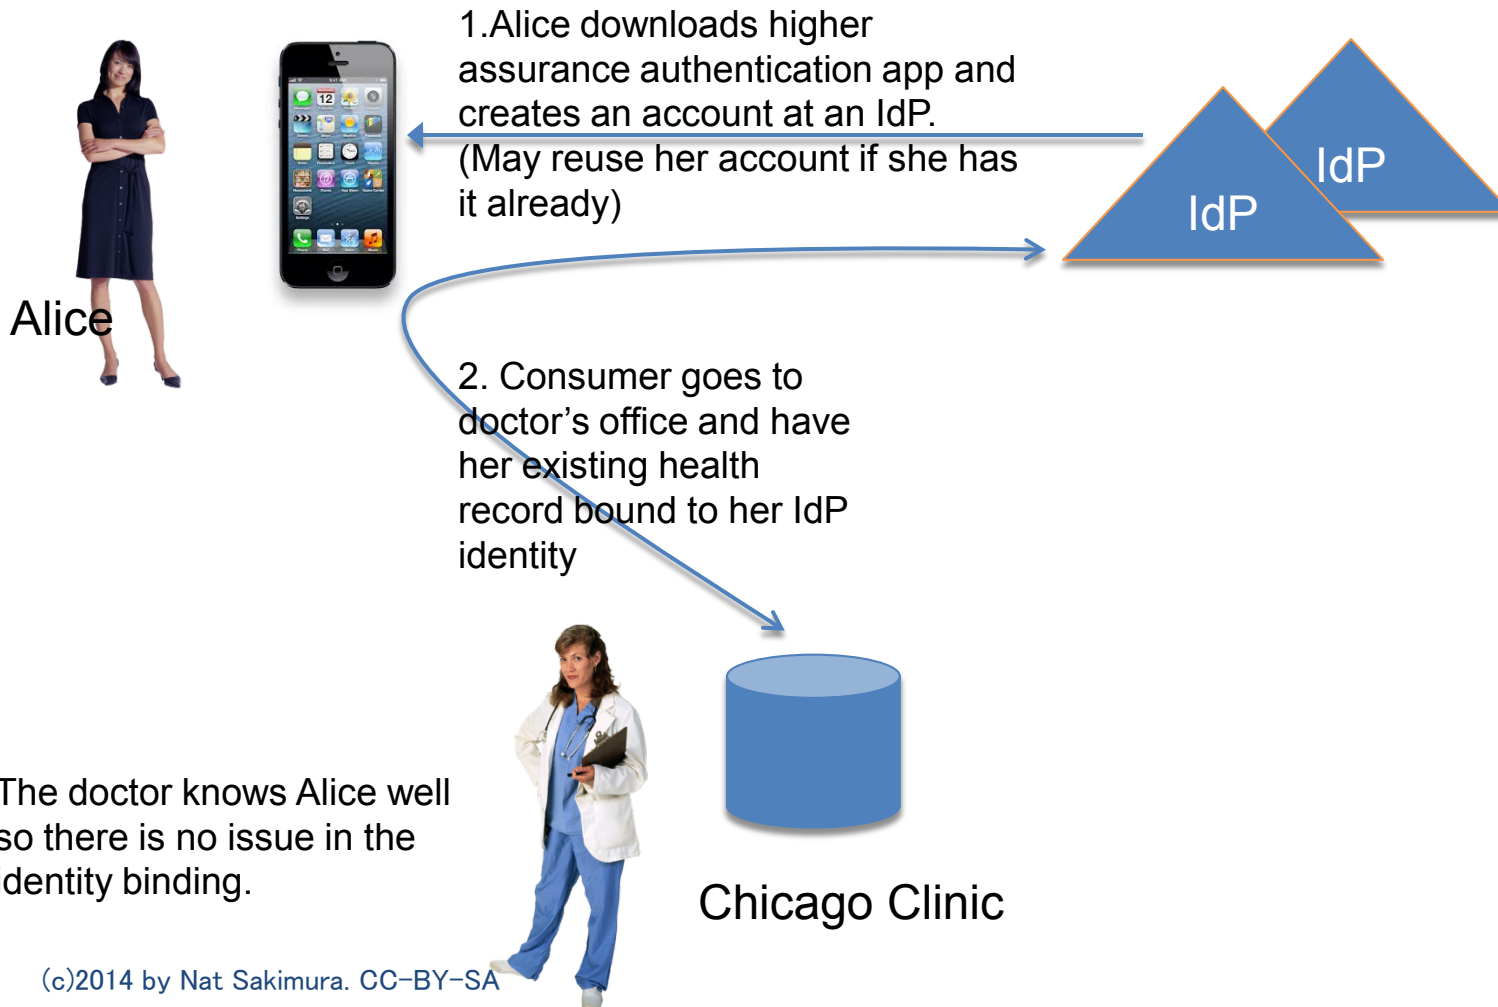 1.Alice downloads higher
assurance authentication app and
creates an account at an IdP.
(May reuse her account if she has
it already)
IdP
IdP
Alice
2. Consumer goes to
doctor’s office and have
her existing health
record bound to her IdP
identity
The doctor knows Alice well
so there is no issue in the
identity binding.
Chicago Clinic
(c)2014 by Nat Sakimura. CC-BY-SA